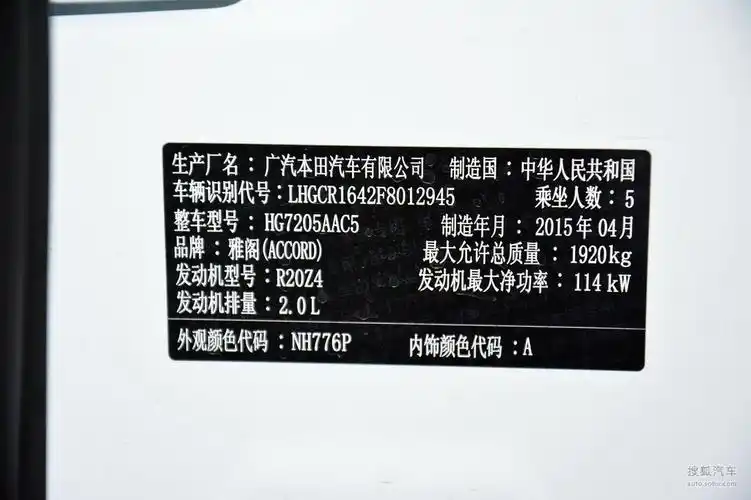 生产厂名：广汽本田汽车有限公司 制造国：中华人民共和国
车辆识别代号：LHGCR1642F8012945 乘坐人数：5
整车型号：HG7205AAC5 制造年月：2015年04月
品牌：雅阁(ACCORD) 最大允许总质量：1920kg
发动机型号：R20Z4 发动机最大净功率：114kW
发动机排量：2.0L
外观颜色代码：NH776P 内饰颜色代码：A
搜狐汽车
auto.sohu.com